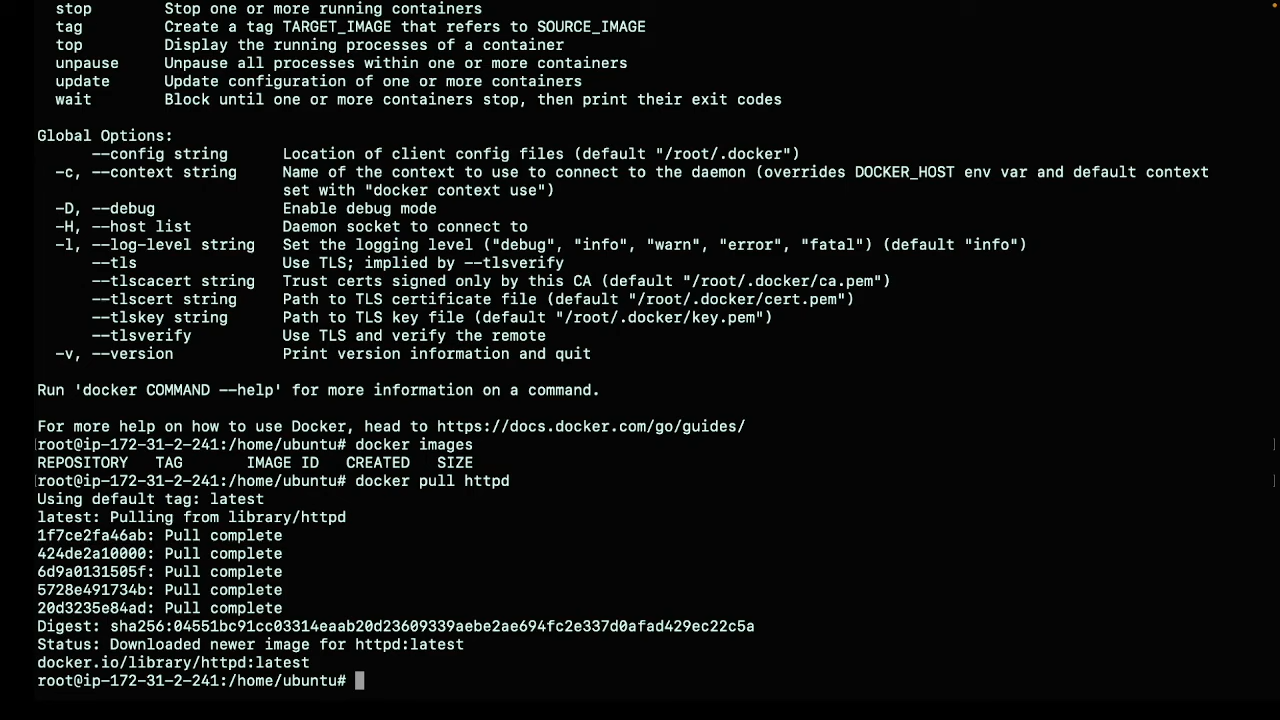 stop        Stop one or more running containers
tag         Create a tag TARGET_IMAGE that refers to SOURCE_IMAGE
top         Display the running processes of a container
unpause     Unpause all processes within one or more containers
update      Update configuration of one or more containers
wait        Block until one or more containers stop, then print their exit codes
Global Options:
--config string      Location of client config files (default "/root/.docker")
-c, --context string     Name of the context to use to connect to the daemon (overrides DOCKER_HOST env var and default context
set with "docker context use")
-D, --debug              Enable debug mode
-H, --host list          Daemon socket to connect to
-l, --log-level string   Set the logging level ("debug", "info", "warn", "error", "fatal") (default "info")
--tls                Use TLS; implied by --tlsverify
--tlscacert string   Trust certs signed only by this CA (default "/root/.docker/ca.pem")
--tlscert string     Path to TLS certificate file (default "/root/.docker/cert.pem")
--tlskey string      Path to TLS key file (default "/root/.docker/key.pem")
--tlsverify          Use TLS and verify the remote
-v, --version            Print version information and quit
Run 'docker COMMAND --help' for more information on a command.
For more help on how to use Docker, head to https://docs.docker.com/go/guides/
root@ip-172-31-2-241:/home/ubuntu# docker images
REPOSITORY   TAG       IMAGE ID   CREATED   SIZE
root@ip-172-31-2-241:/home/ubuntu# docker pull httpd
Using default tag: latest
latest: Pulling from library/httpd
1f7ce2fa46ab: Pull complete
424de2a10000: Pull complete
6d9a0131505f: Pull complete
5728e491734b: Pull complete
20d3235e84ad: Pull complete
Digest: sha256:04551bc91cc03314eaab20d23609339aebe2ae694fc2e337d0afad429ec22c5a
Status: Downloaded newer image for httpd:latest
docker.io/library/httpd:latest
root@ip-172-31-2-241:/home/ubuntu#